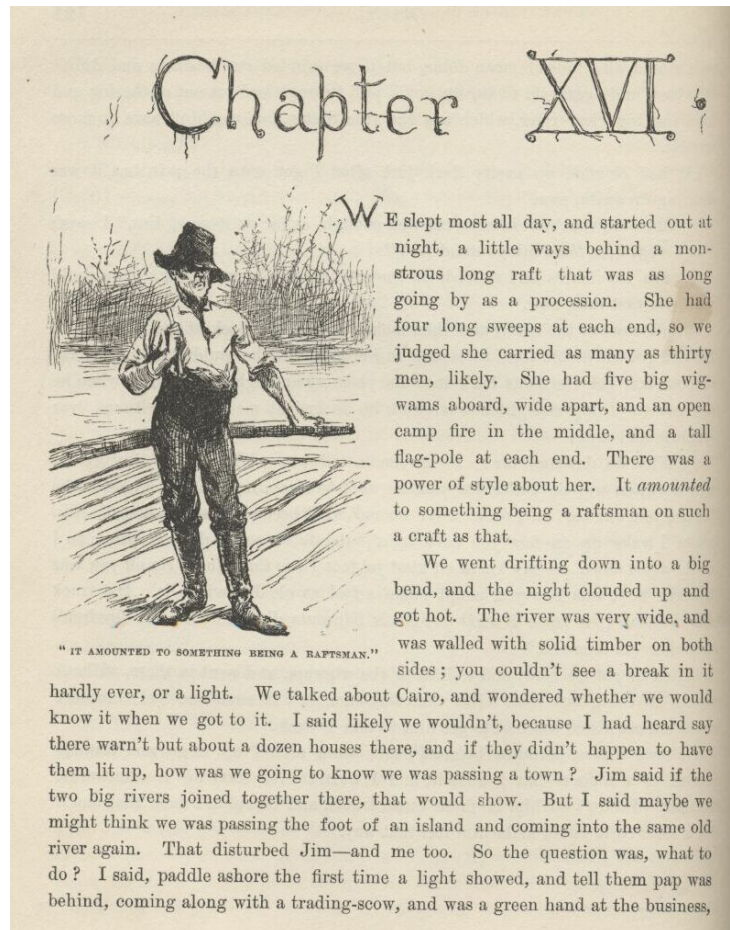 Chapter XVI.
WE slept most all day, and started out at
night, a little ways behind a mon-
strous long raft that was as long
going by as a procession. She had
four long sweeps at each end, so we
judged she carried as many as thirty
men, likely. She had five big wig-
wams aboard, wide apart, and an open
camp fire in the middle, and a tall
flag-pole at each end. There was a
power of style about her. It amounted
to something being a raftsman on such
a craft as that.
We went drifting down into a big
bend, and the night clouded up and
got hot. The river was very wide, and
was walled with solid timber on both
sides; you couldn't see a break in it
"IT AMOUNTED TO SOMETHING BEING A RAFTSMAN."
hardly ever, or a light. We talked about Cairo, and wondered whether we would
know it when we got to it. I said likely we wouldn't, because I had heard say
there warn't but about a dozen houses there, and if they didn't happen to have
them lit up, how was we going to know we was passing a town? Jim said if the
two big rivers joined together there, that would show. But I said maybe we
might think we was passing the foot of an island and coming into the same old
river again. That disturbed Jim—and me too. So the question was, what to
do? I said, paddle ashore the first time a light showed, and tell them pap was
behind, coming along with a trading-scow, and was a green hand at the business,